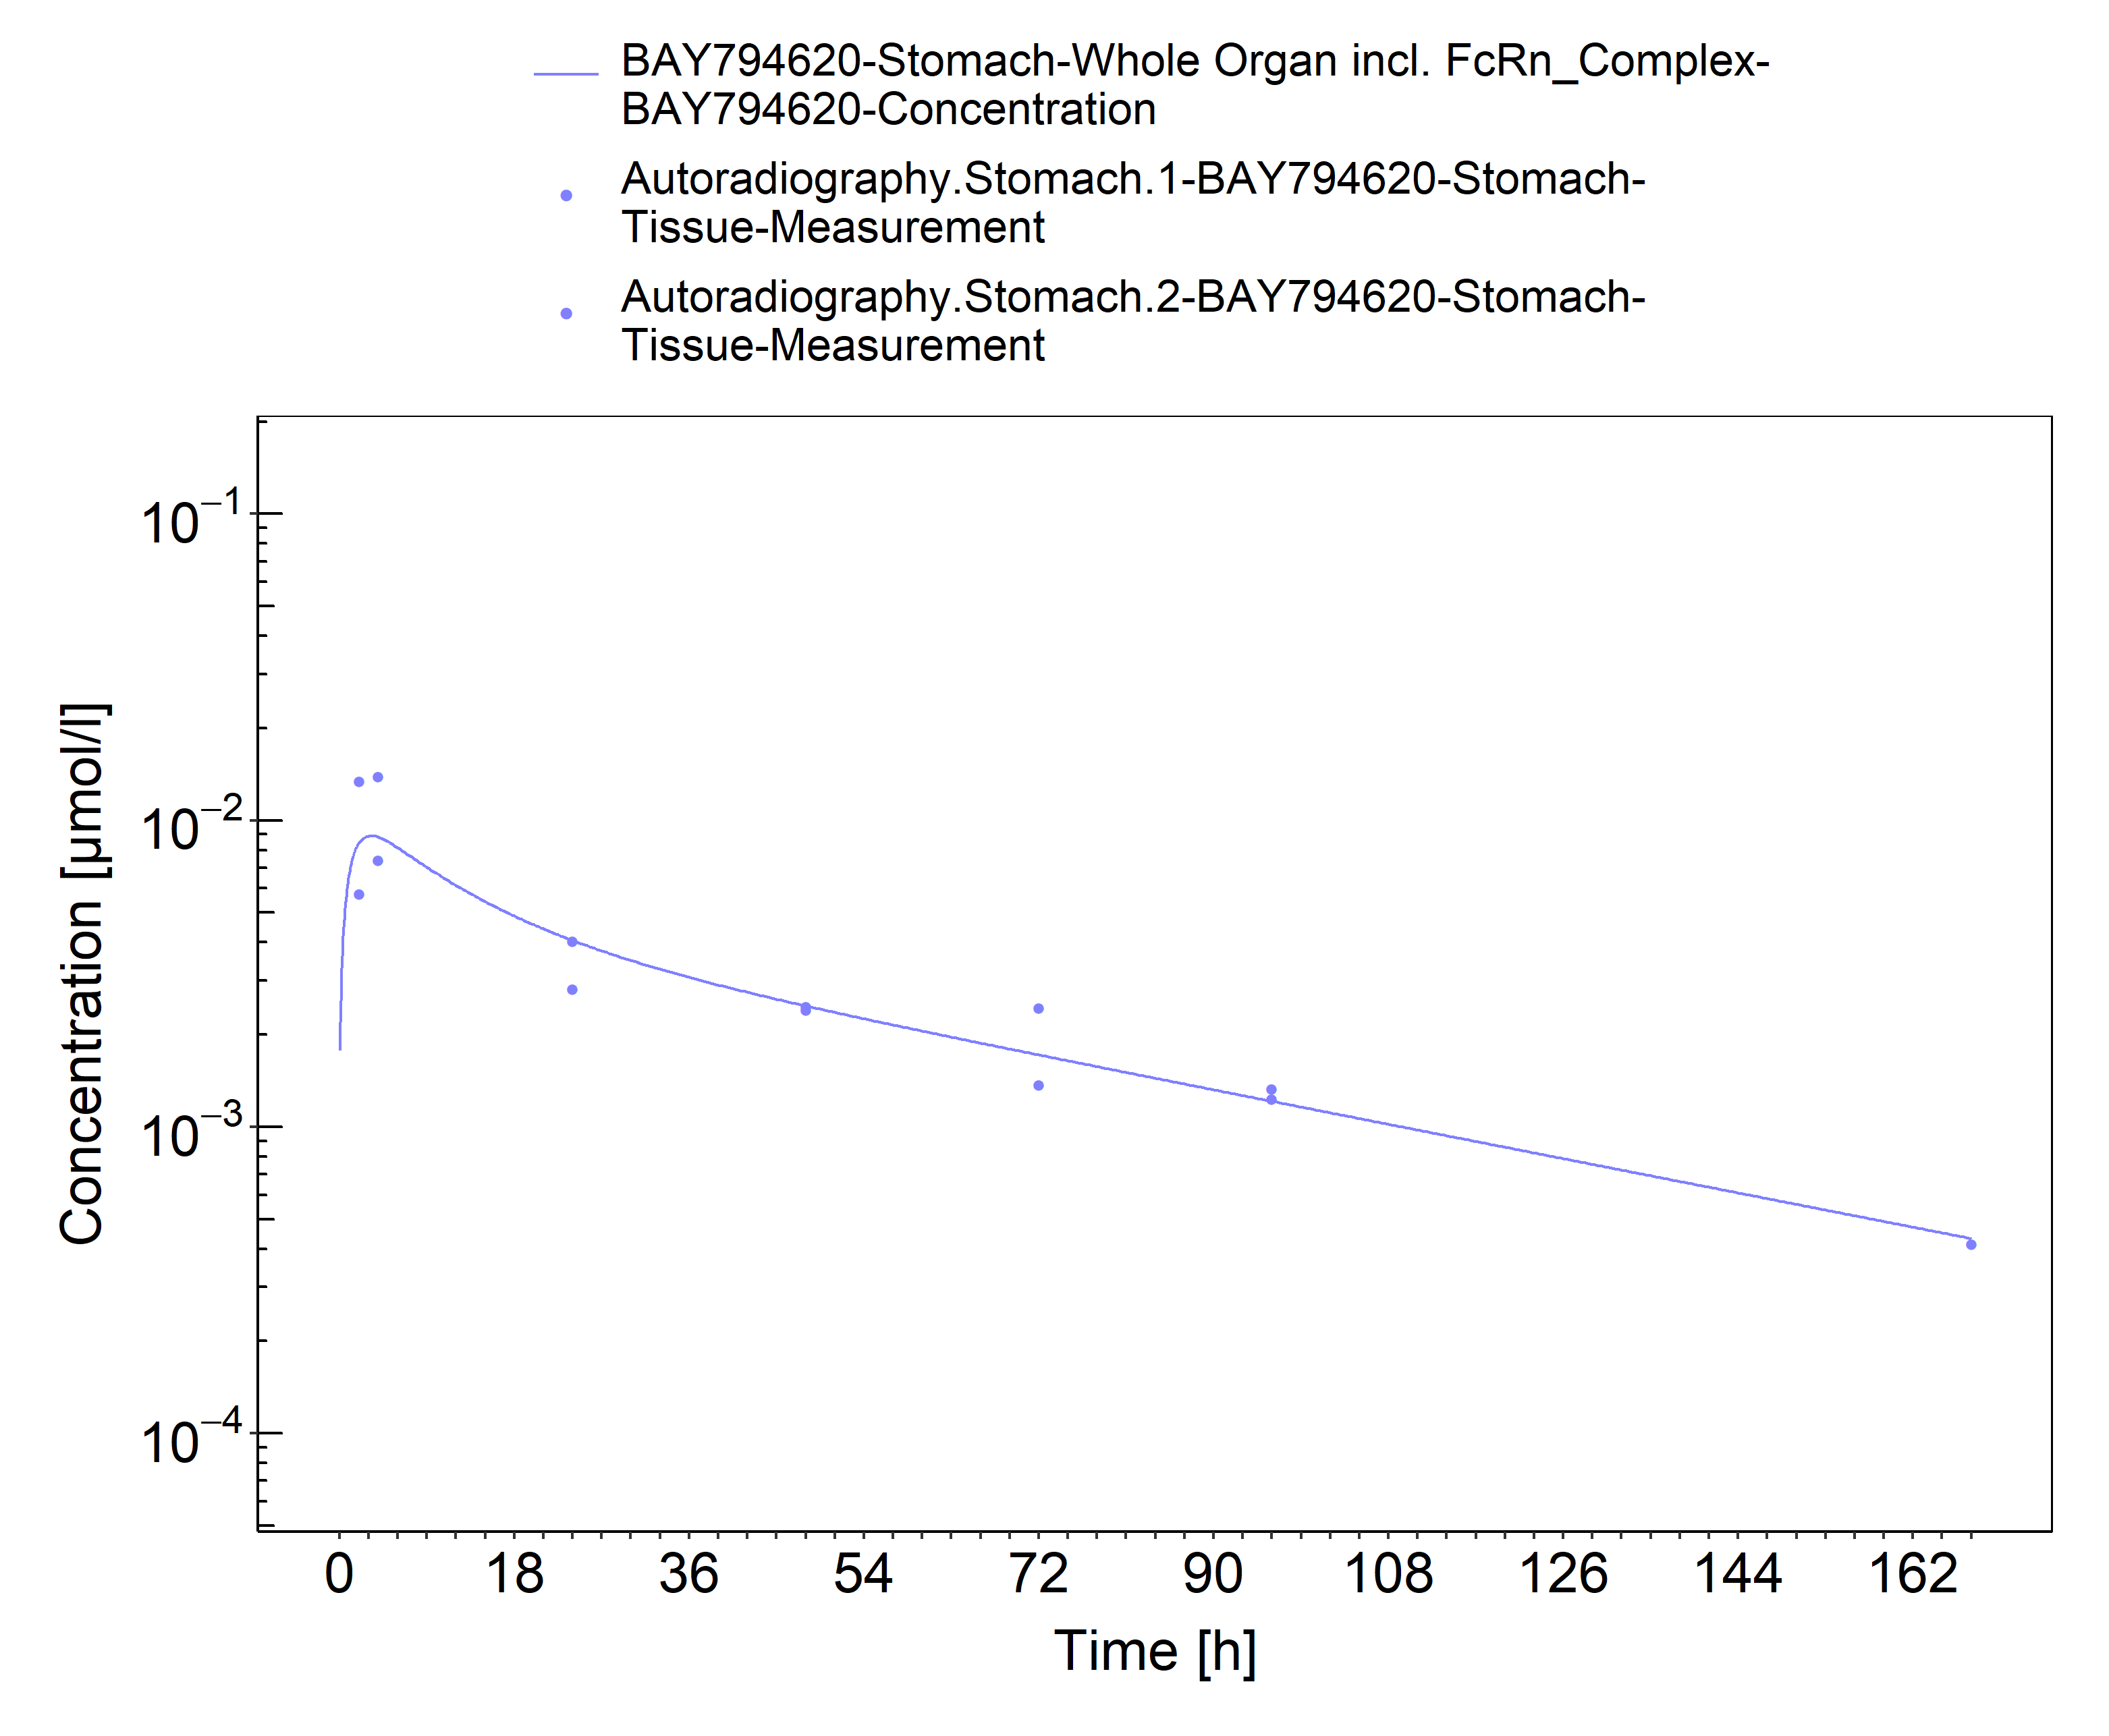 BAY794620-Stomach-Whole Organ incl. FcRn_Complex-
BAY794620-Concentration
Autoradiography.Stomach.1-BAY794620-Stomach-
Tissue-Measurement
Autoradiography.Stomach.2-BAY794620-Stomach-
Tissue-Measurement
Concentration [µmol/l]
10⁻¹
10⁻²
10⁻³
10⁻⁴
0 18 36 54 72 90 108 126 144 162
Time [h]